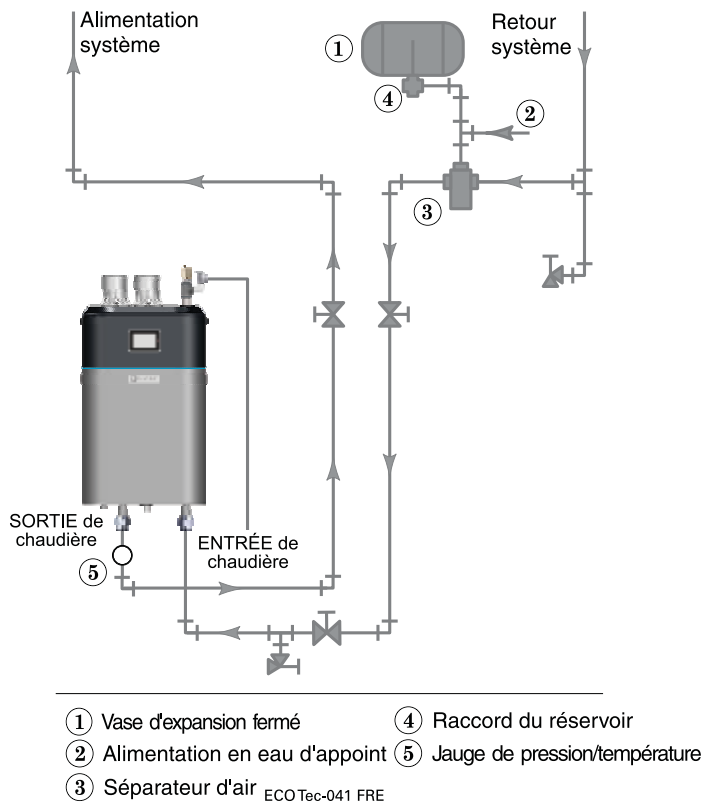 Alimentation
système
Retour
système
1
4
2
3
SORTIE de
chaudière
ENTRÉE de
chaudière
5
1 Vase d'expansion fermé
2 Alimentation en eau d'appoint
3 Séparateur d'air
4 Raccord du réservoir
5 Jauge de pression/température
ECOTec-041 FRE